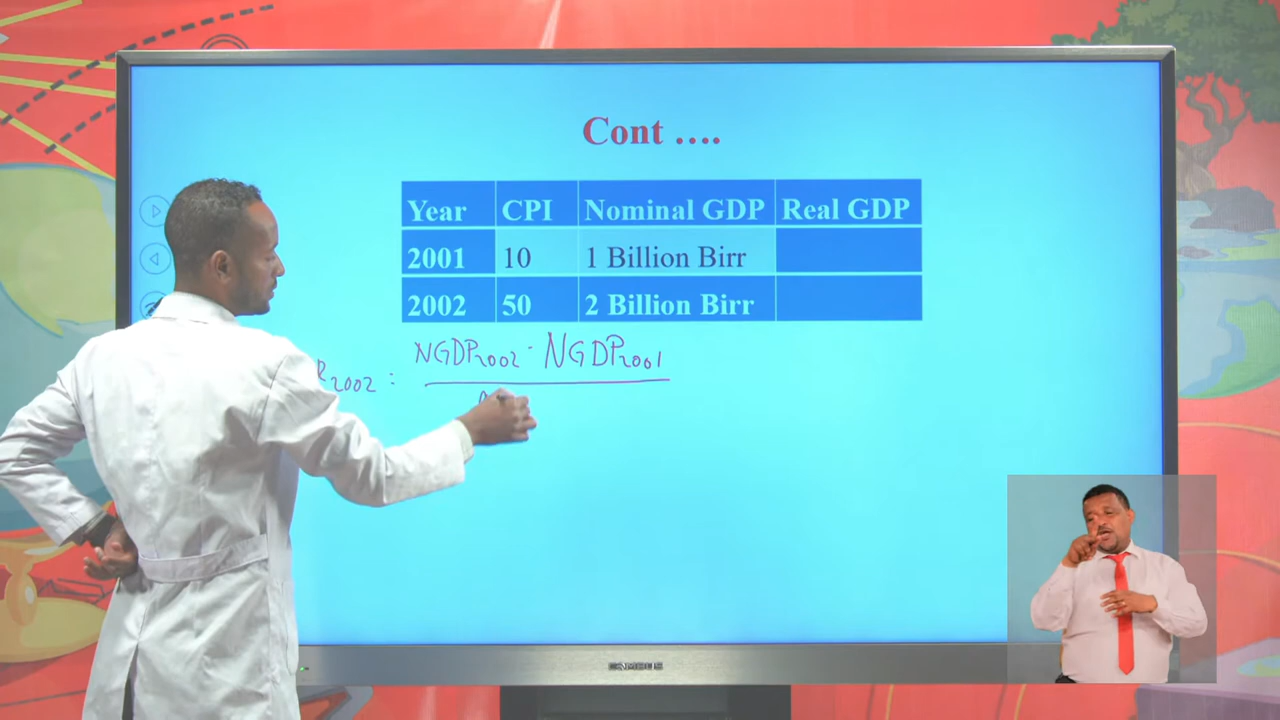 Cont ....
Year CPI Nominal GDP Real GDP
2001 10 1 Billion Birr
2002 50 2 Billion Birr
NGDP2002 - NGDP2001
R2002 :